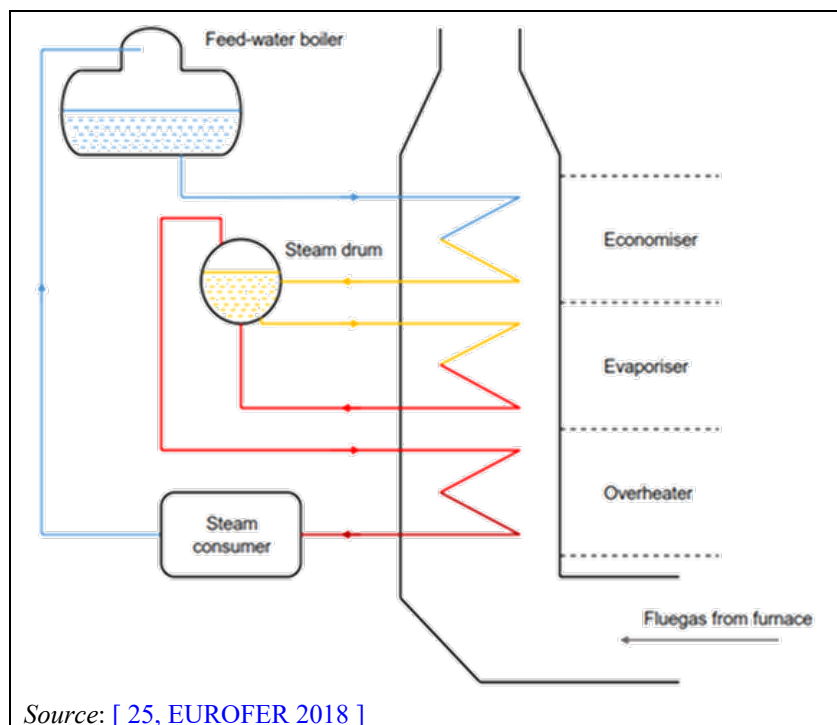 Feed-water boiler
Steam drum
Economiser
Evaporiser
Overheater
Steam
consumer
Fluegas from furnace
Source: [ 25, EUROFER 2018 ]